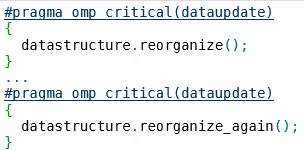 #pragma omp critical(dataupdate)
{
  datastructure.reorganize();
}
...
#pragma omp critical(dataupdate)
{
  datastructure.reorganize_again();
}